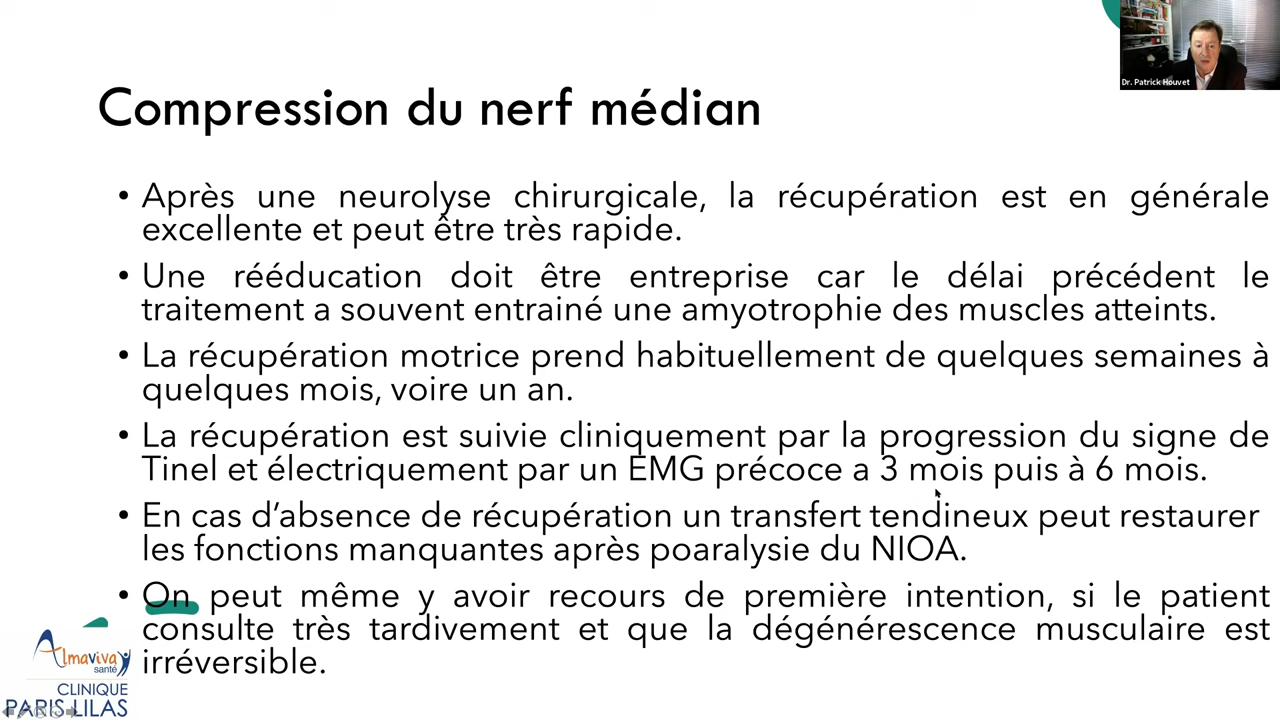 Dr. Patrick Houvet
Compression du nerf médian
• Après une neurolyse chirurgicale, la récupération est en générale
excellente et peut être très rapide.
• Une rééducation doit être entreprise car le délai précédent le
traitement a souvent entrainé une amyotrophie des muscles atteints.
• La récupération motrice prend habituellement de quelques semaines à
quelques mois, voire un an.
• La récupération est suivie cliniquement par la progression du signe de
Tinel et électriquement par un EMG précoce a 3 mois puis à 6 mois.
• En cas d’absence de récupération un transfert tendineux peut restaurer
les fonctions manquantes après poaralysie du NIOA.
• On peut même y avoir recours de première intention, si le patient
consulte très tardivement et que la dégénérescence musculaire est
irréversible.
Almaviva
santé
CLINIQUE
PARIS LILAS